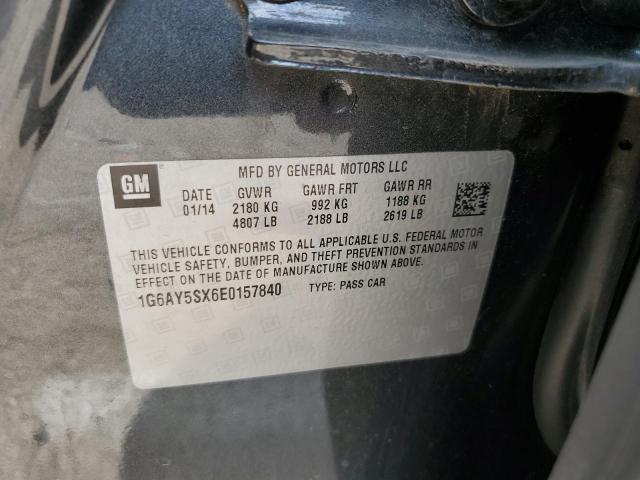 GM
MFD BY GENERAL MOTORS LLC
DATE GVWR GAWR FRT GAWR RR
01/14 2180 KG 992 KG 1188 KG
4807 LB 2188 LB 2619 LB
THIS VEHICLE CONFORMS TO ALL APPLICABLE U.S. FEDERAL MOTOR
VEHICLE SAFETY, BUMPER, AND THEFT PREVENTION STANDARDS IN
EFFECT ON THE DATE OF MANUFACTURE SHOWN ABOVE.
1G6AY5SX6E0157840 TYPE: PASS CAR